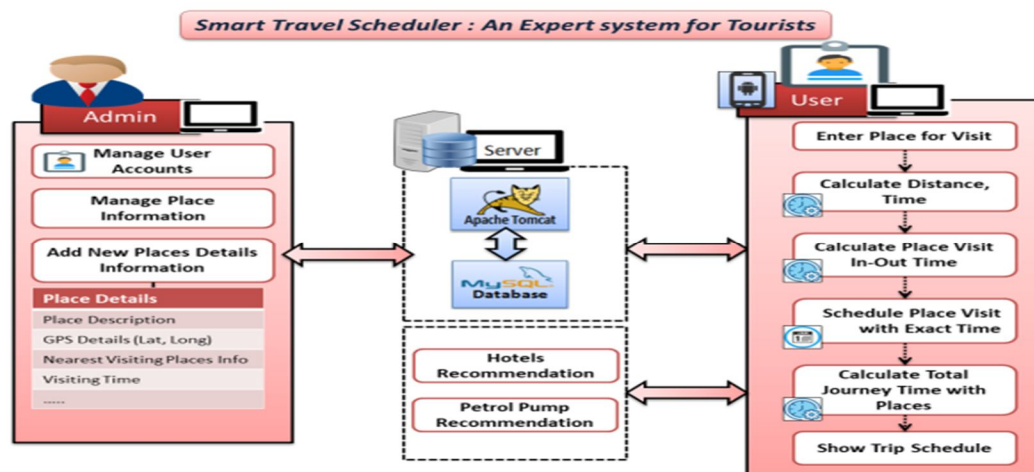 Smart Travel Scheduler : An Expert system for Tourists
Admin
Manage User
Accounts
Manage Place
Information
Add New Places Details
Information
Place Details
Place Description
GPS Details (Lat, Long)
Nearest Visiting Places Info
Visiting Time
.....
Server
Apache Tomcat
MySQL
Database
Hotels
Recommendation
Petrol Pump
Recommendation
User
Enter Place for Visit
Calculate Distance,
Time
Calculate Place Visit
In-Out Time
Schedule Place Visit
with Exact Time
Calculate Total
Journey Time with
Places
Show Trip Schedule